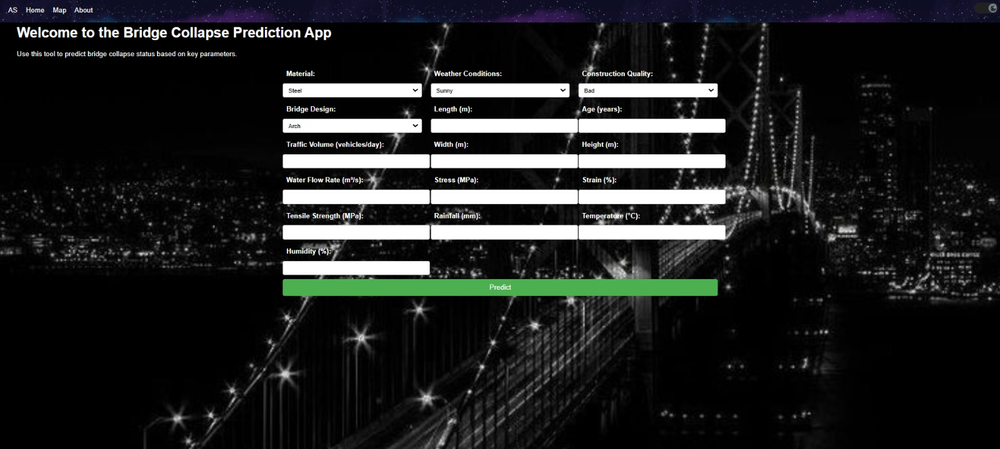 AS Home Map About
Welcome to the Bridge Collapse Prediction App
Use this tool to predict bridge collapse status based on key parameters.
Material: Weather Conditions: Construction Quality:
Steel Sunny Bad
Bridge Design: Length (m): Age (years):
Arch
Traffic Volume (vehicles/day): Width (m): Height (m):
Water Flow Rate (m³/s): Stress (MPa): Strain (%):
Tensile Strength (MPa): Rainfall (mm): Temperature (°C):
Humidity (%):
Predict